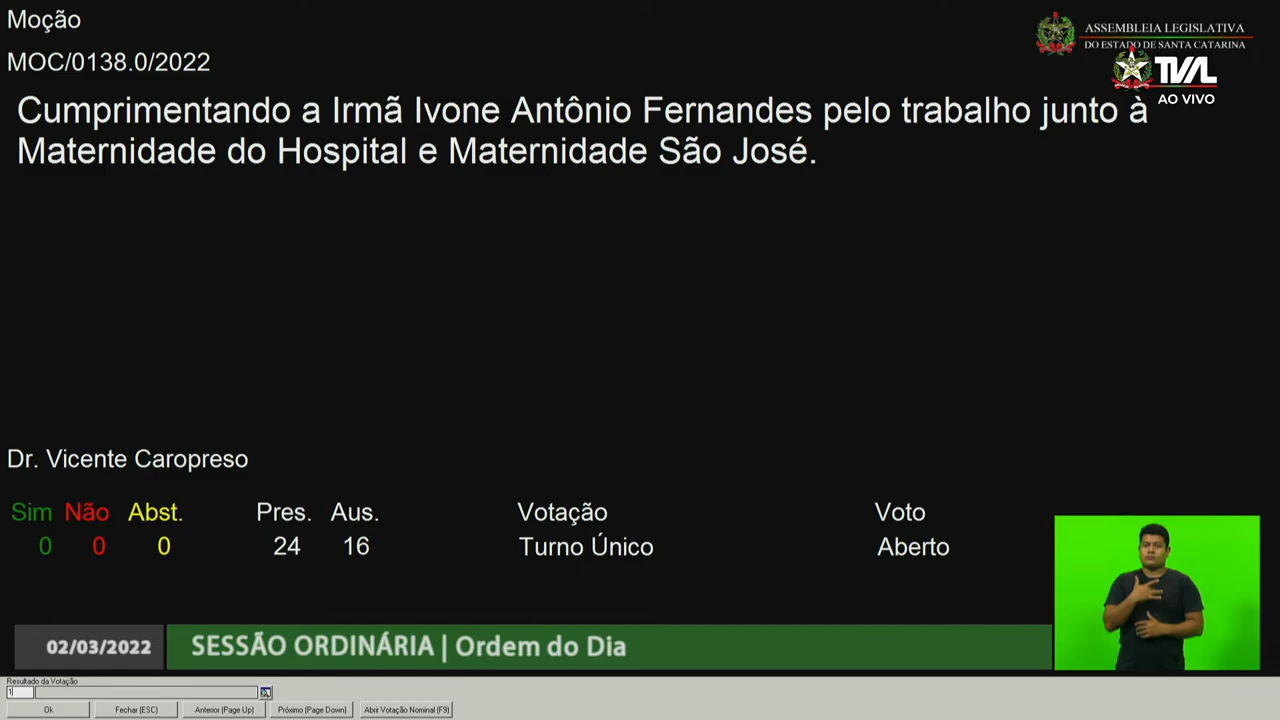 Moção
MOC/0138.0/2022
ASSEMBLEIA LEGISLATIVA
DO ESTADO DE SANTA CATARINA
TVAL
AO VIVO
Cumprimentando a Irmã Ivone Antônio Fernandes pelo trabalho junto à
Maternidade do Hospital e Maternidade São José.
Dr. Vicente Caropreso
Sim Não Abst. Pres. Aus. Votação Voto
0 0 0 24 16 Turno Único Aberto
02/03/2022 SESSÃO ORDINÁRIA | Ordem do Dia
Resultado da Votação
1
Ok Fechar (ESC) Anterior (Page Up) Próximo (Page Down) Abrir Votação Nominal (F9)